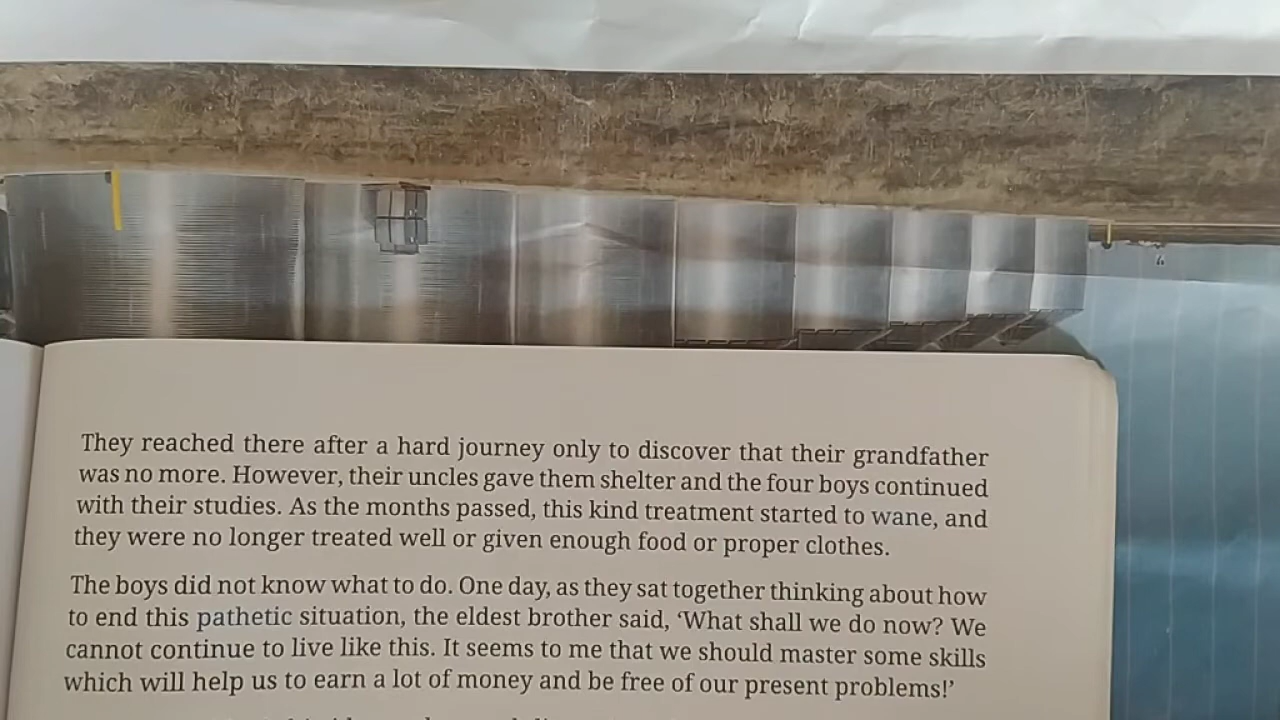 They reached there after a hard journey only to discover that their grandfather
was no more. However, their uncles gave them shelter and the four boys continued
with their studies. As the months passed, this kind treatment started to wane, and
they were no longer treated well or given enough food or proper clothes.
The boys did not know what to do. One day, as they sat together thinking about how
to end this pathetic situation, the eldest brother said, ‘What shall we do now? We
cannot continue to live like this. It seems to me that we should master some skills
which will help us to earn a lot of money and be free of our present problems!’